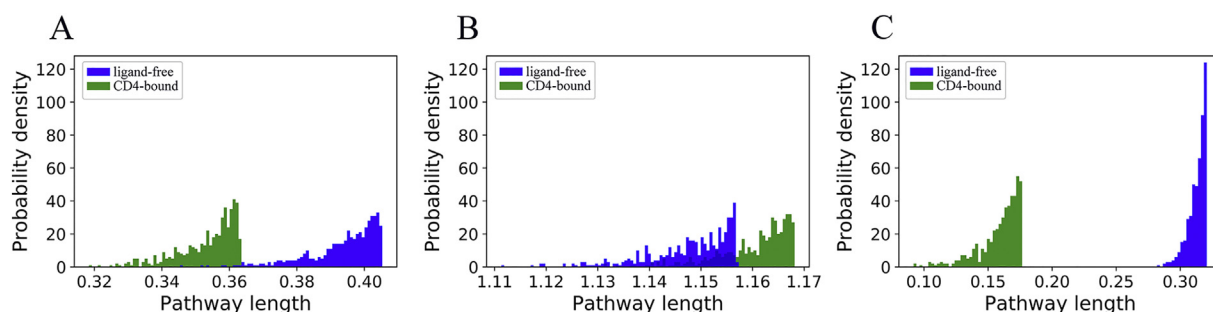 A
Probability density
120
100
80
60
40
20
0
ligand-free
CD4-bound
0.32
0.34
0.36
0.38
0.40
Pathway length
B
Probability density
120
100
80
60
40
20
0
ligand-free
CD4-bound
1.11
1.12
1.13
1.14
1.15
1.16
1.17
Pathway length
C
Probability density
120
100
80
60
40
20
0
ligand-free
CD4-bound
0.10
0.15
0.20
0.25
0.30
Pathway length